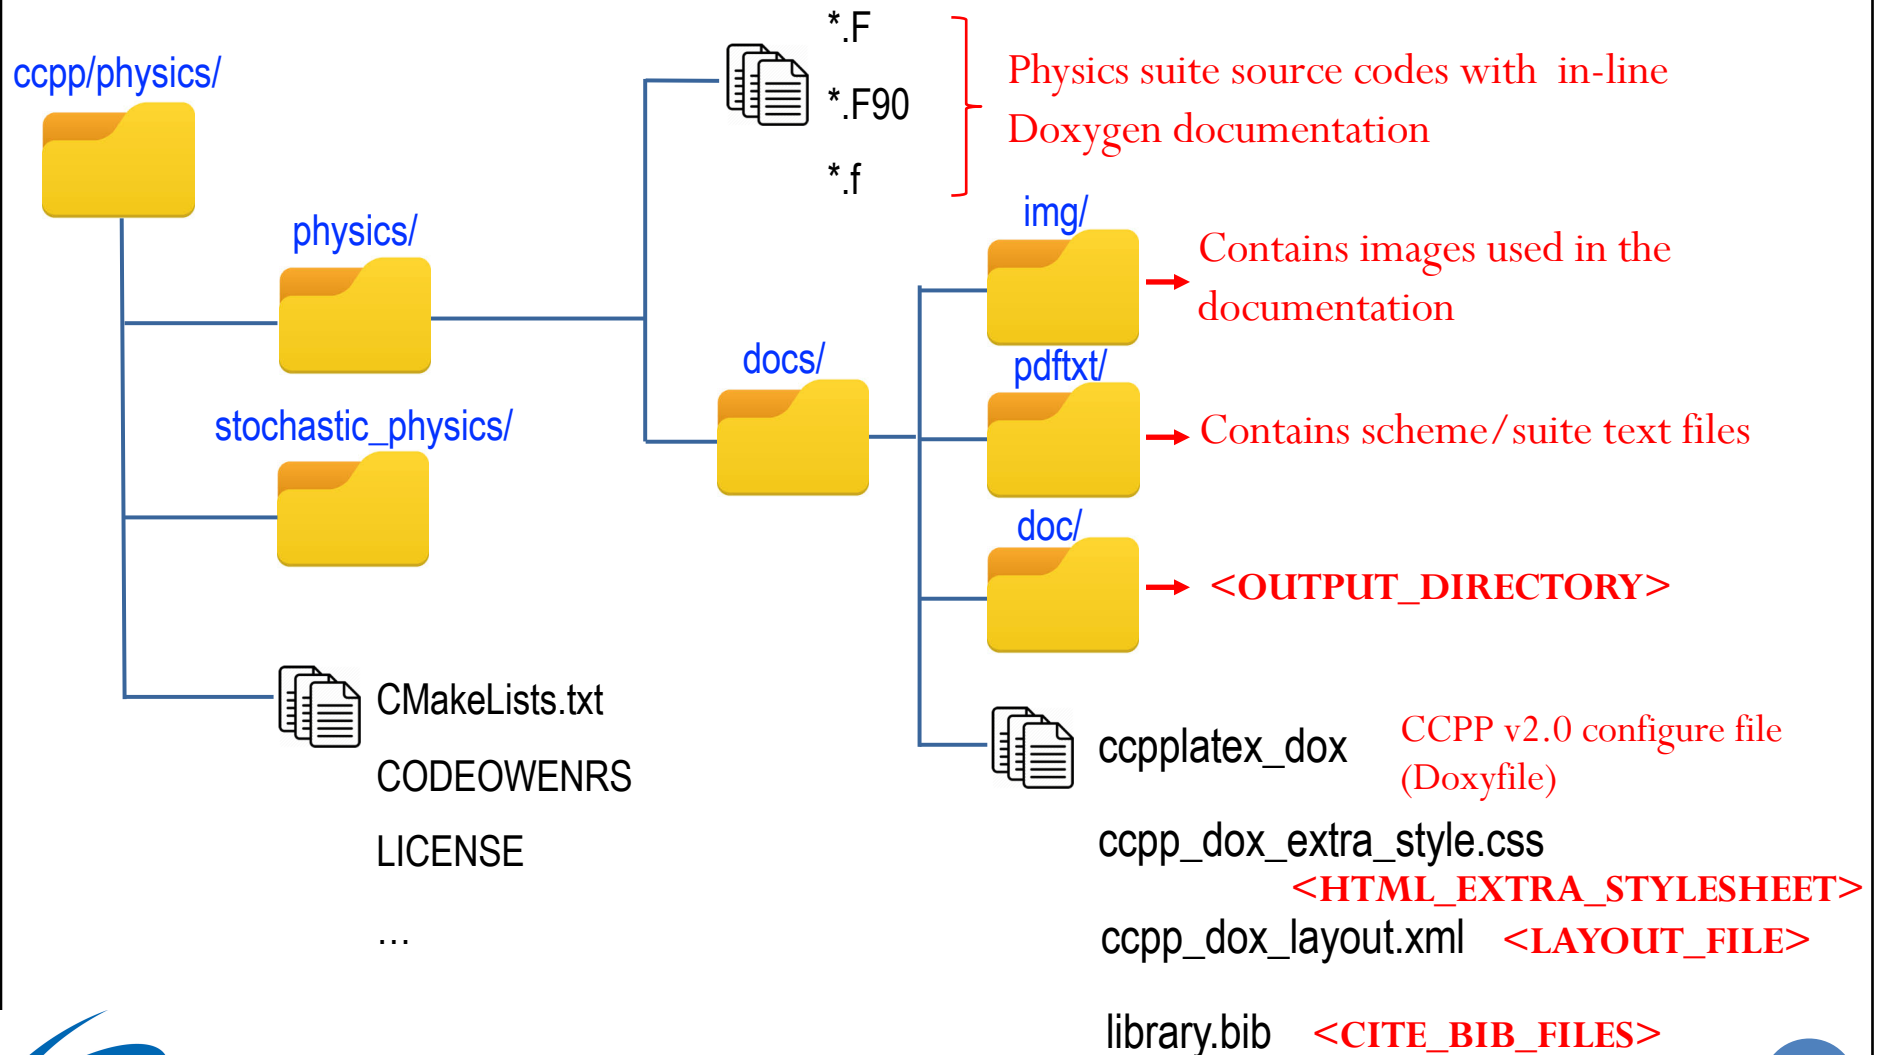 *.F
ccpp/physics/
Physics suite source codes with in-line
*.F90
Doxygen documentation
*.f
img/
physics/
Contains images used in the
documentation
docs/
pdftxt/
stochastic_physics/
Contains scheme/suite text files
doc/
<OUTPUT_DIRECTORY>
CMakeLists.txt
ccpplatex_dox
CCPP v2.0 configure file
(Doxyfile)
CODEOWENRS
LICENSE
ccpp_dox_extra_style.css
<HTML_EXTRA_STYLESHEET>
…
ccpp_dox_layout.xml <LAYOUT_FILE>
library.bib <CITE_BIB_FILES>